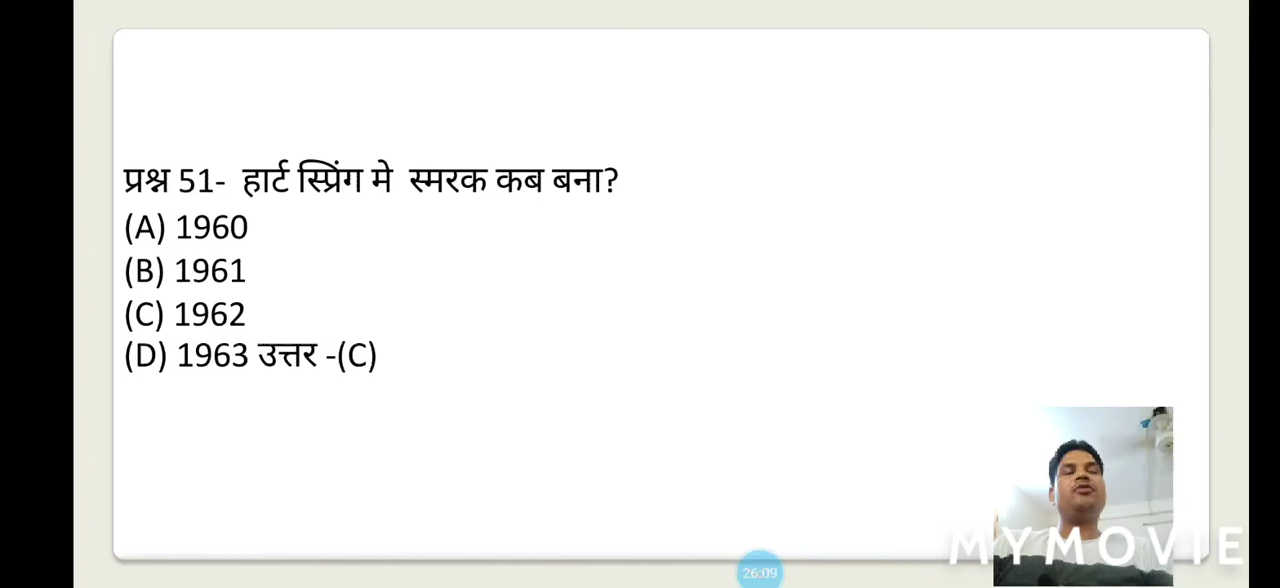 प्रश्न 51- हार्ट स्प्रिंग मे स्मरक कब बना?
(A) 1960
(B) 1961
(C) 1962
(D) 1963 उत्तर -(C)
MYMOVIE
26:09